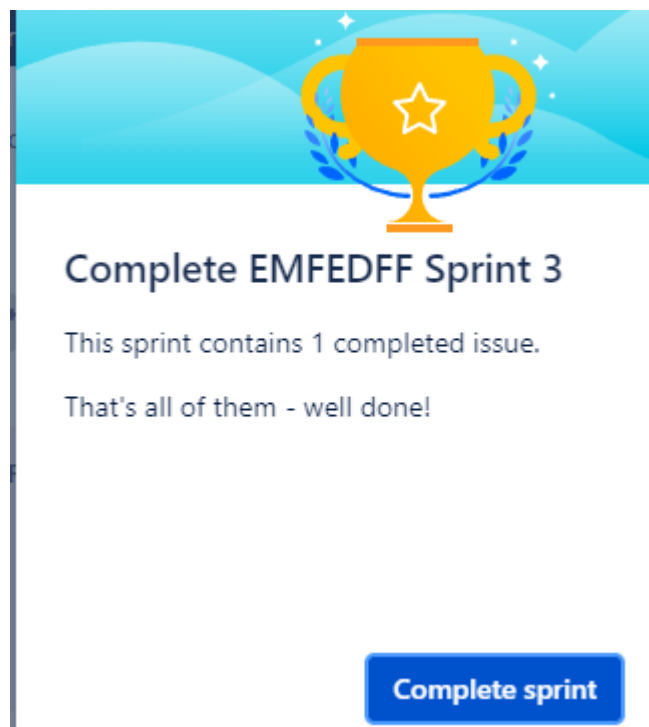 Complete EMFEDFF Sprint 3
This sprint contains 1 completed issue.
That's all of them - well done!
Complete sprint